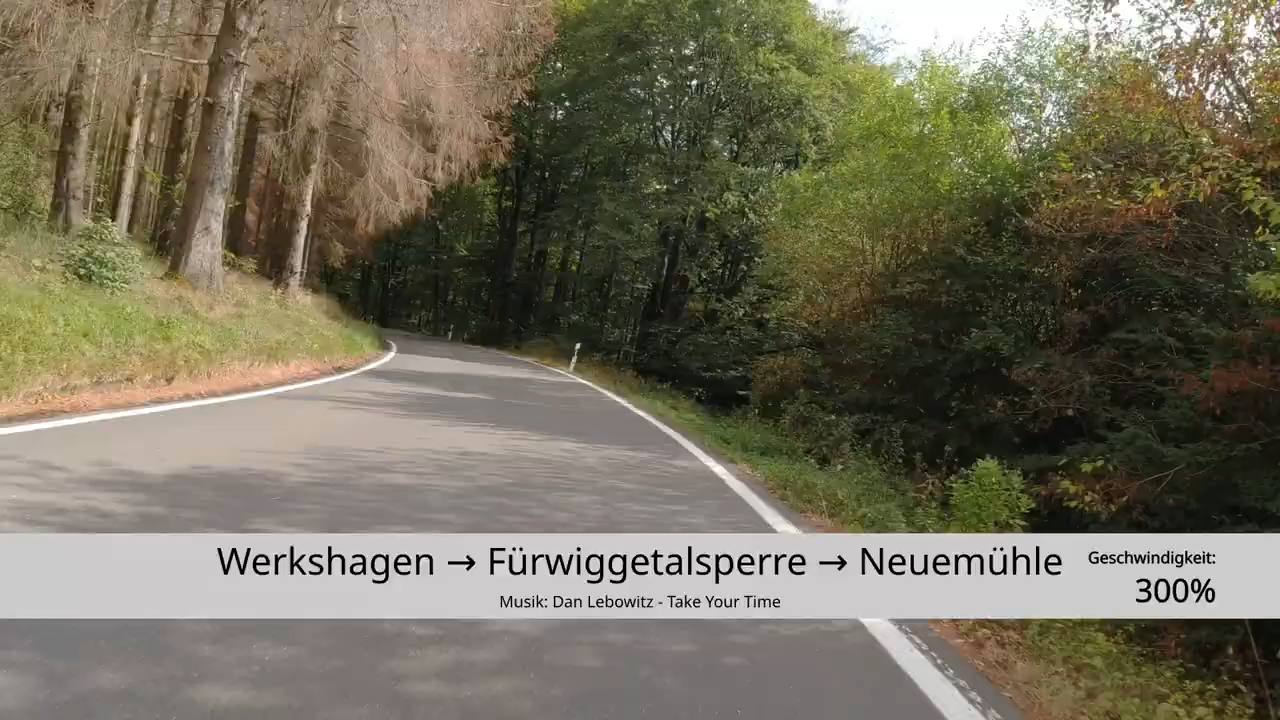 Werkshagen → Fürwiggetalsperre → Neuemühle
Musik: Dan Lebowitz - Take Your Time
Geschwindigkeit:
300%